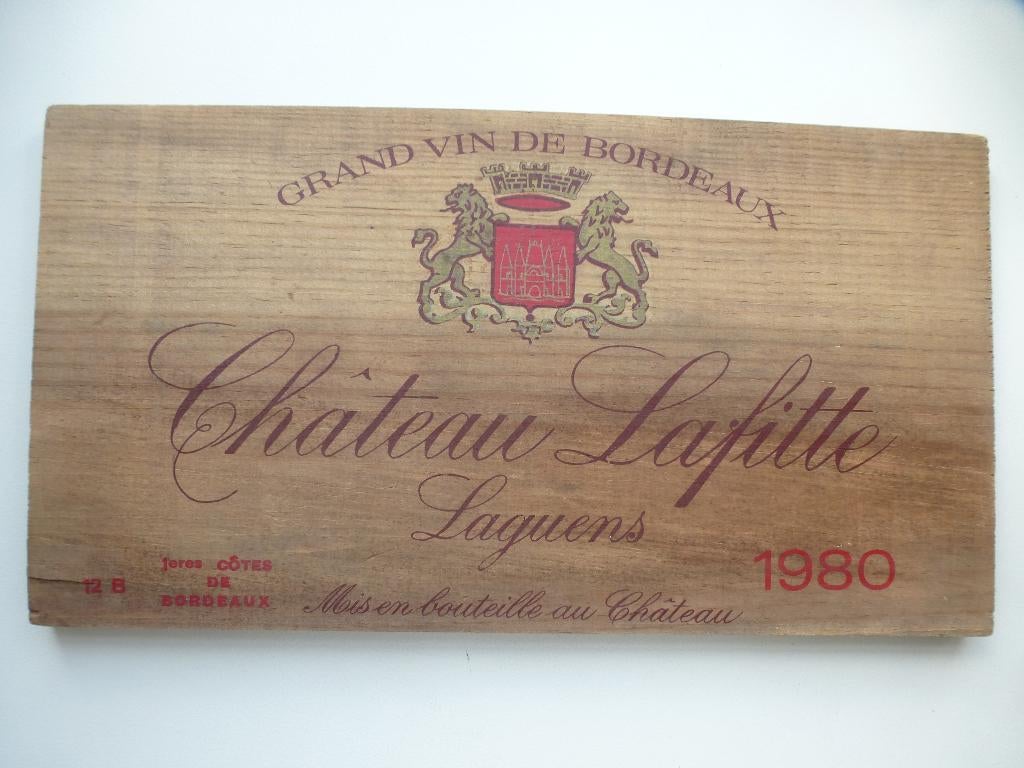 GRAND VIN DE BORDEAUX
Château Lafitte
Laguens
1980
12 B
1eres CÔTES
DE
BORDEAUX
Mis en bouteille au Château